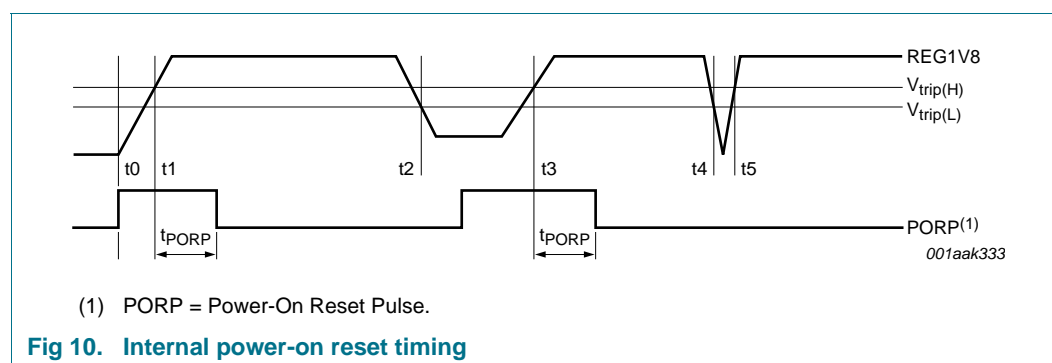 REG1V8
Vtrip(H)
Vtrip(L)
t0 t1 t2 t3 t4 t5
tPORP tPORP
PORP(1)
001aak333
(1) PORP = Power-On Reset Pulse.
Fig 10. Internal power-on reset timing